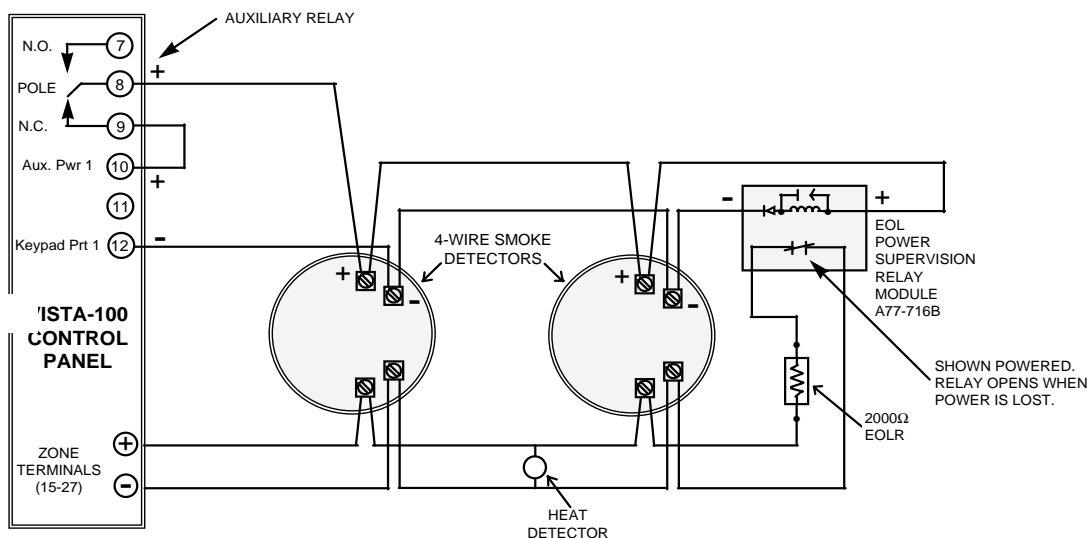 AUXILIARY RELAY
N.O.
7
+
POLE
8
N.C.
9
Aux. Pwr 1
10
+
11
Keypad Prt 1
12
-
4-WIRE SMOKE
DETECTORS
+
-
+
-
-
+
EOL
POWER
SUPERVISION
RELAY
MODULE
A77-716B
CONTROL
PANEL
SHOWN POWERED.
RELAY OPENS WHEN
POWER IS LOST.
2000Ω
EOLR
ZONE
TERMINALS
(15-27)
+
-
HEAT
DETECTOR